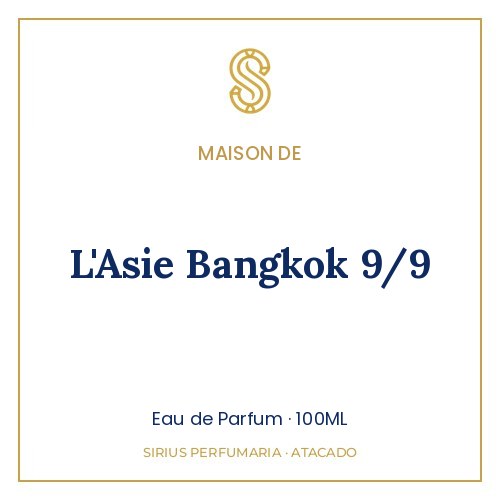 MAISON DE
L'Asie Bangkok 9/9
Eau de Parfum · 100ML
SIRIUS PERFUMARIA · ATACADO